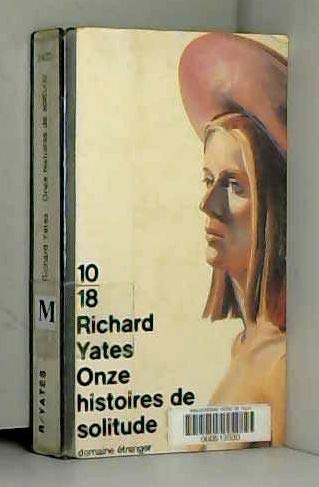 10
18
Richard
Yates
Onze
histoires de
solitude
domaine étranger
Richard Yates Onze histoires de solitude
M
R/YATES